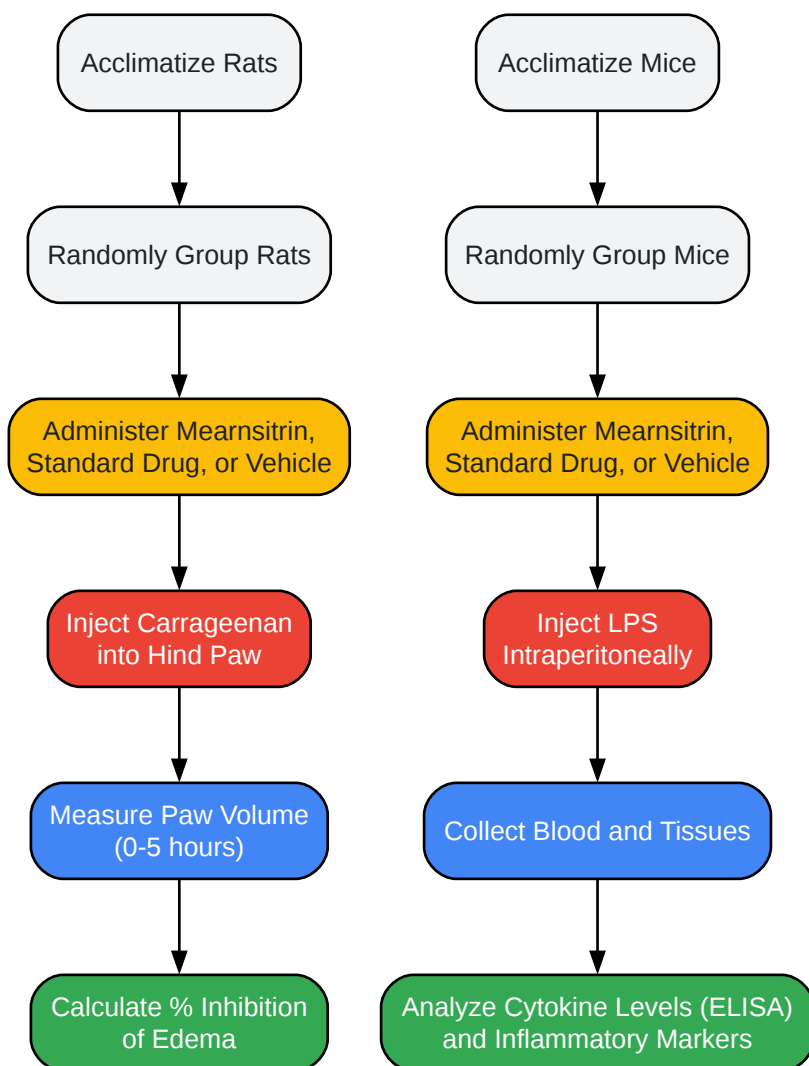 Acclimatize Rats
Randomly Group Rats
Administer Mearnsitrin,
Standard Drug, or Vehicle
Inject Carrageenan
into Hind Paw
Measure Paw Volume
(0-5 hours)
Calculate % Inhibition
of Edema
Acclimatize Mice
Randomly Group Mice
Administer Mearnsitrin,
Standard Drug, or Vehicle
Inject LPS
Intraperitoneally
Collect Blood and Tissues
Analyze Cytokine Levels (ELISA)
and Inflammatory Markers